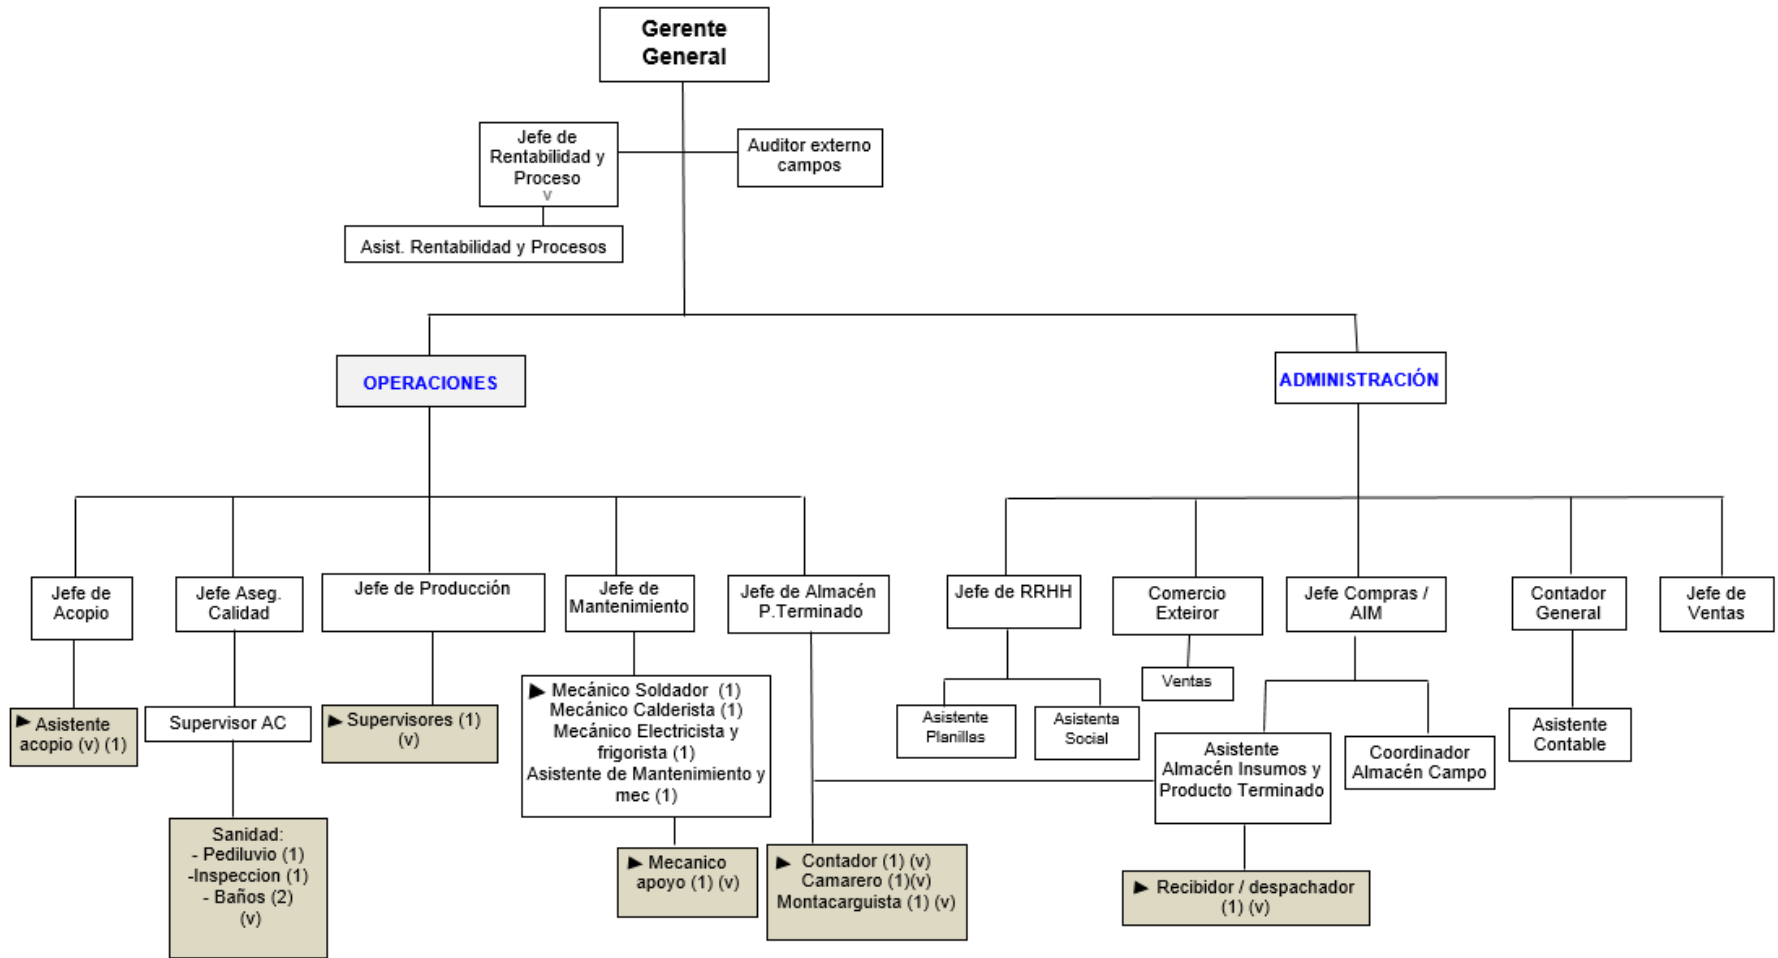 Gerente
General
Jefe de
Rentabilidad y
Proceso
v
Auditor externo
campos
Asist. Rentabilidad y Procesos
OPERACIONES
ADMINISTRACIÓN
Jefe de
Acopio
Jefe Aseg.
Calidad
Jefe de Producción
Jefe de
Mantenimiento
Jefe de Almacén
P.Terminado
Jefe de RRHH
Comercio
Exteiror
Jefe Compras /
AIM
Contador
General
Jefe de
Ventas
► Asistente
acopio (v) (1)
Supervisor AC
► Supervisores (1)
(v)
► Mecánico Soldador (1)
Mecánico Calderista (1)
Mecánico Electricista y
frigorista (1)
Asistente de Mantenimiento y
mec (1)
Ventas
Asistente
Planillas
Asistenta
Social
Asistente
Almacén Insumos y
Producto Terminado
Coordinador
Almacén Campo
Asistente
Contable
Sanidad:
- Pediluvio (1)
-Inspeccion (1)
- Baños (2)
(v)
► Mecanico
apoyo (1) (v)
► Contador (1) (v)
Camarero (1)(v)
Montacarguista (1) (v)
► Recibidor / despachador
(1) (v)